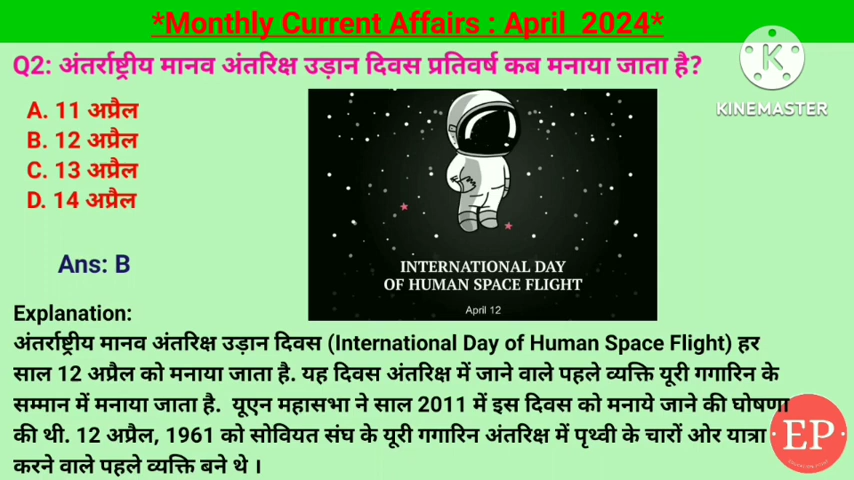 *Monthly Current Affairs : April 2024*
Q2: अंतर्राष्ट्रीय मानव अंतरिक्ष उड़ान दिवस प्रतिवर्ष कब मनाया जाता है?
K
KINEMASTER
A. 11 अप्रैल
B. 12 अप्रैल
C. 13 अप्रैल
D. 14 अप्रैल
Ans: B
INTERNATIONAL DAY
OF HUMAN SPACE FLIGHT
April 12
Explanation:
अंतर्राष्ट्रीय मानव अंतरिक्ष उड़ान दिवस (International Day of Human Space Flight) हर
साल 12 अप्रैल को मनाया जाता है. यह दिवस अंतरिक्ष में जाने वाले पहले व्यक्ति यूरी गगारिन के
सम्मान में मनाया जाता है. यूएन महासभा ने साल 2011 में इस दिवस को मनाये जाने की घोषणा
की थी. 12 अप्रैल, 1961 को सोवियत संघ के यूरी गगारिन अंतरिक्ष में पृथ्वी के चारों ओर यात्रा
करने वाले पहले व्यक्ति बने थे ।
EP